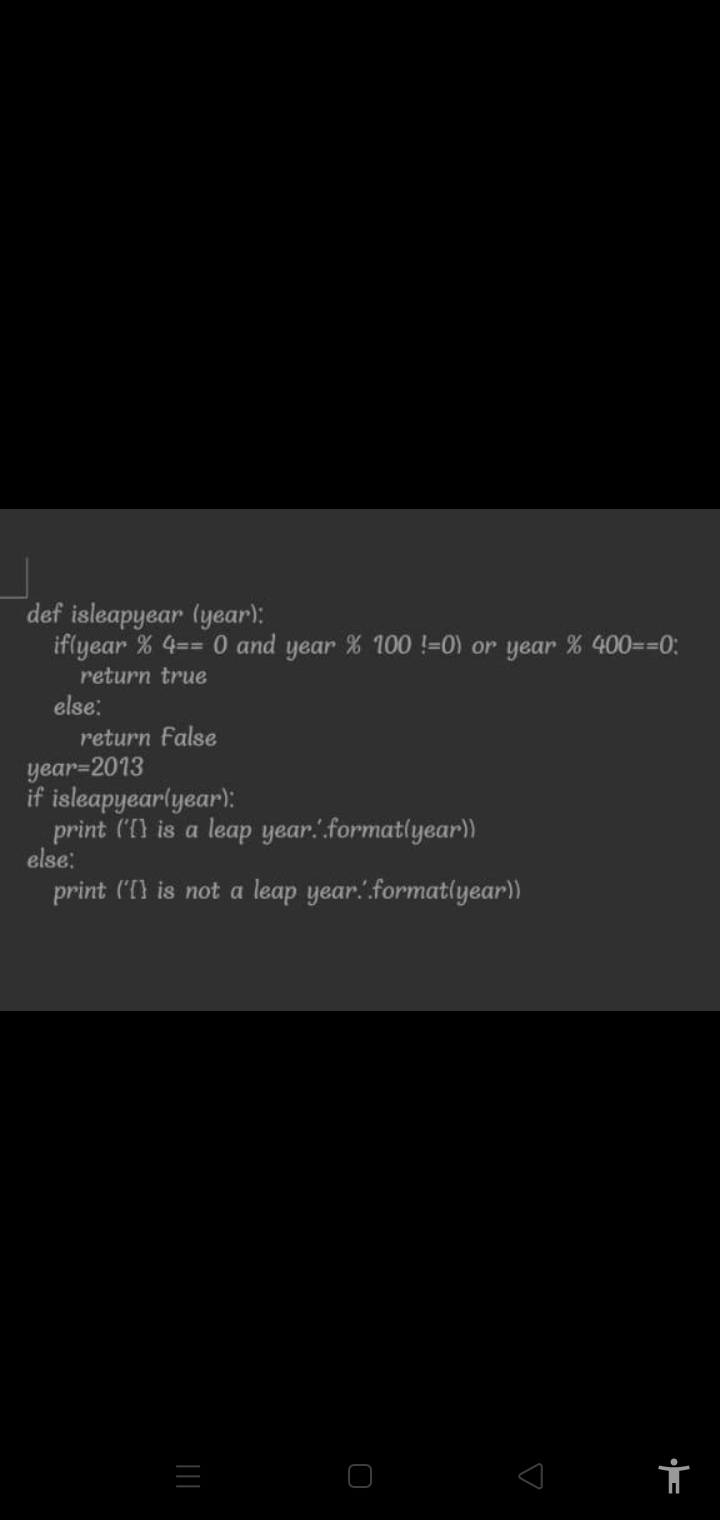 def isleapyear (year):
if(year % 4== 0 and year % 100 !=0) or year % 400==0:
return true
else:
return False
year=2013
if isleapyear(year):
print ('{} is a leap year.'.format(year))
else:
print ('{} is not a leap year.'.format(year))